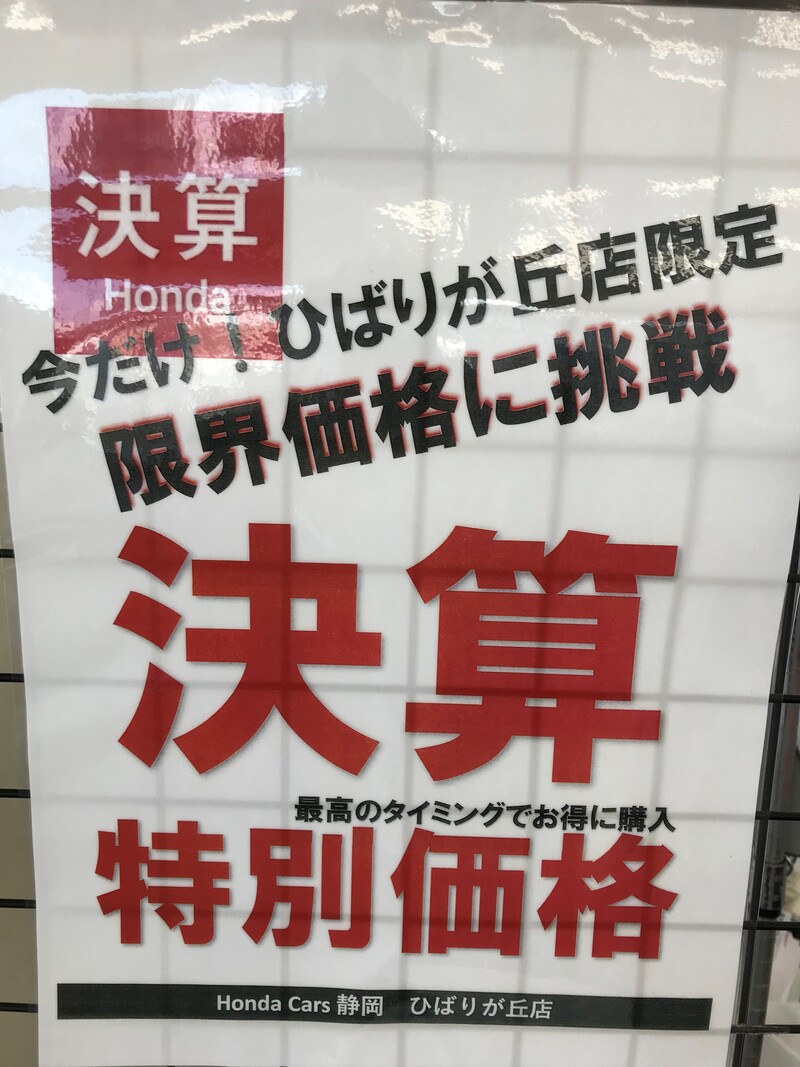 決算
Honda
今だけ！ひばりが丘店限定
限界価格に挑戦
決算
最高のタイミングでお得に購入
特別価格
Honda Cars 静岡　ひばりが丘店